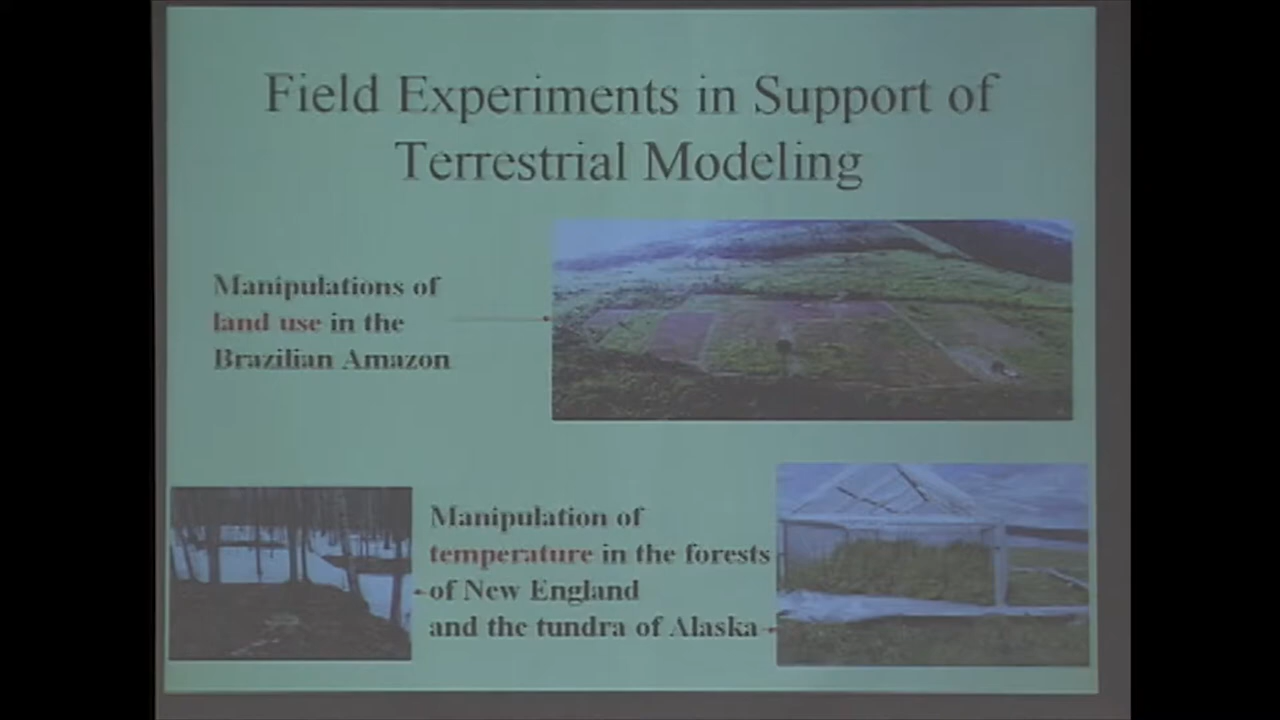 Field Experiments in Support of
Terrestrial Modeling
Manipulations of
land use in the
Brazilian Amazon
Manipulation of
temperature in the forests
of New England
and the tundra of Alaska